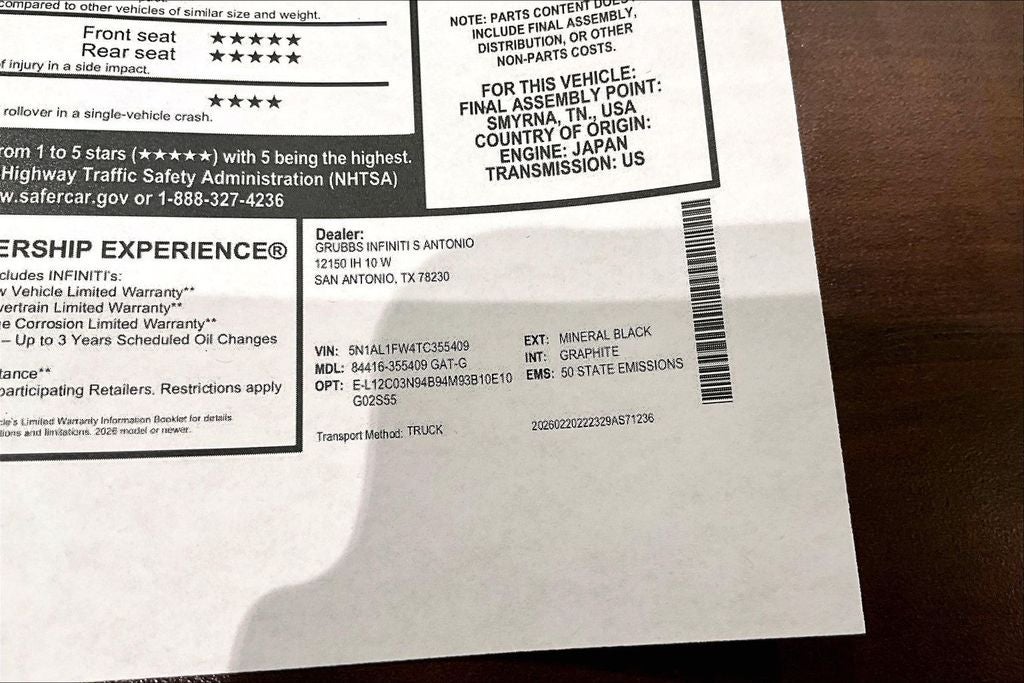 compared to other vehicles of similar size and weight.
Front seat ★★★★★
Rear seat ★★★★★
of injury in a side impact.
★★★★
rollover in a single-vehicle crash.
rom 1 to 5 stars (★★★★★) with 5 being the highest.
Highway Traffic Safety Administration (NHTSA)
w.safercar.gov or 1-888-327-4236
NOTE: PARTS CONTENT DOES
INCLUDE FINAL ASSEMBLY,
DISTRIBUTION, OR OTHER
NON-PARTS COSTS.
FOR THIS VEHICLE:
FINAL ASSEMBLY POINT:
SMYRNA, TN., USA
COUNTRY OF ORIGIN:
ENGINE: JAPAN
TRANSMISSION: US
ERSHIP EXPERIENCE®
cludes INFINITI's:
w Vehicle Limited Warranty**
wertrain Limited Warranty**
e Corrosion Limited Warranty**
– Up to 3 Years Scheduled Oil Changes
tance**
participating Retailers. Restrictions apply
cle's Limited Warranty Information Booklet for details
tions and limitations. 2026 model or newer.
Dealer:
GRUBBS INFINITI S ANTONIO
12150 IH 10 W
SAN ANTONIO, TX 78230
VIN: 5N1AL1FW4TC355409
MDL: 84416-355409 GAT-G
OPT: E-L12C03N94B94M93B10E10
G02S55
EXT: MINERAL BLACK
INT: GRAPHITE
EMS: 50 STATE EMISSIONS
Transport Method: TRUCK
20260220222329AS71236